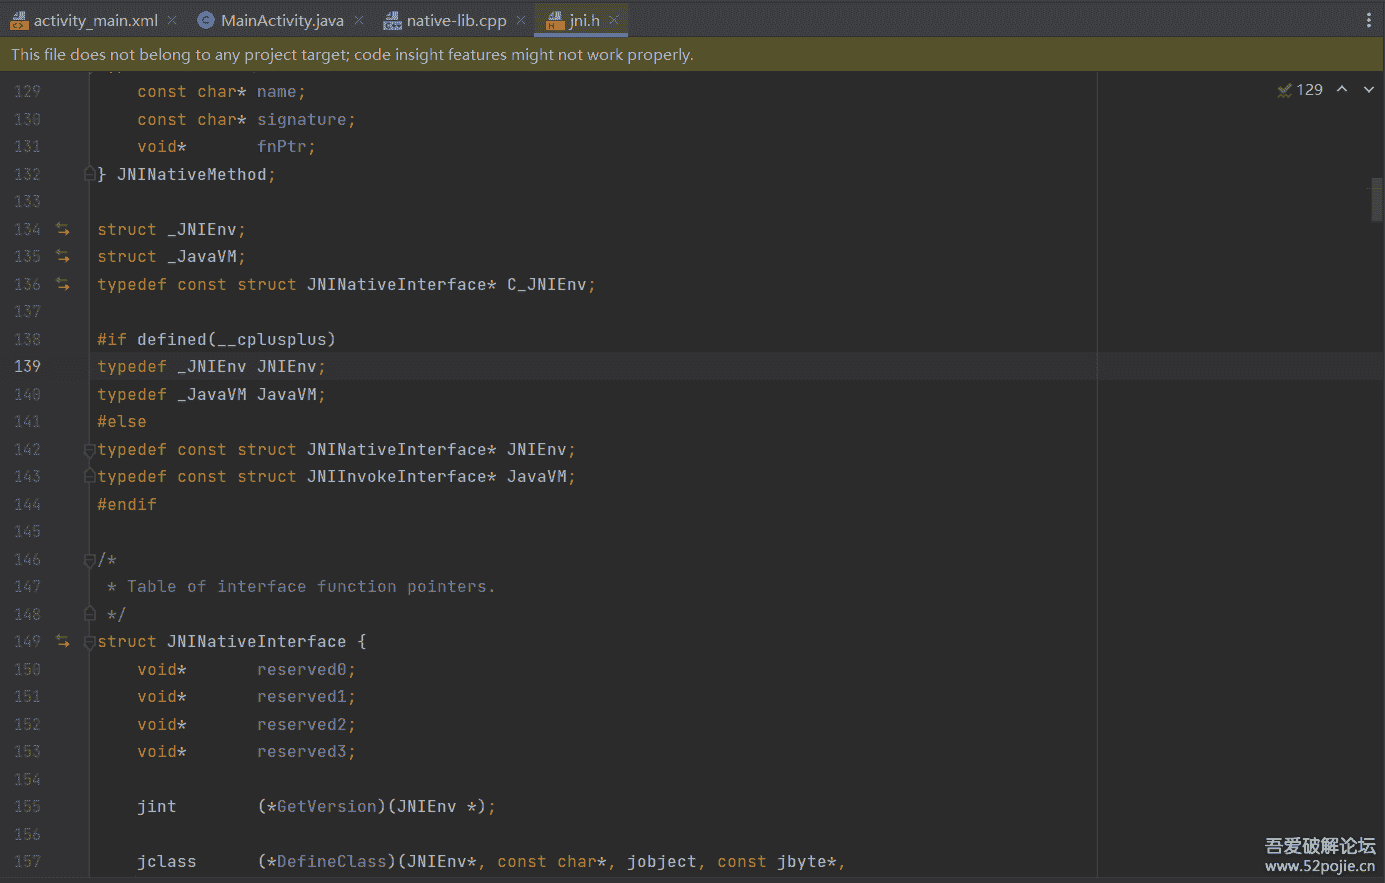 activity_main.xml MainActivity.java native-lib.cpp jni.h
This file does not belong to any project target; code insight features might not work properly.
129     const char* name;
129
130     const char* signature;
131     void*       fnPtr;
132 } JNINativeMethod;
133
134 struct _JNIEnv;
135 struct _JavaVM;
136 typedef const struct JNINativeInterface* C_JNIEnv;
137
138 #if defined(__cplusplus)
139 typedef _JNIEnv JNIEnv;
140 typedef _JavaVM JavaVM;
141 #else
142 typedef const struct JNINativeInterface* JNIEnv;
143 typedef const struct JNIInvokeInterface* JavaVM;
144 #endif
145
146 /*
147  * Table of interface function pointers.
148  */
149 struct JNINativeInterface {
150     void*       reserved0;
151     void*       reserved1;
152     void*       reserved2;
153     void*       reserved3;
154
155     jint        (*GetVersion)(JNIEnv *);
156
157     jclass      (*DefineClass)(JNIEnv*, const char*, jobject, const jbyte*,
吾爱破解论坛
www.52pojie.cn